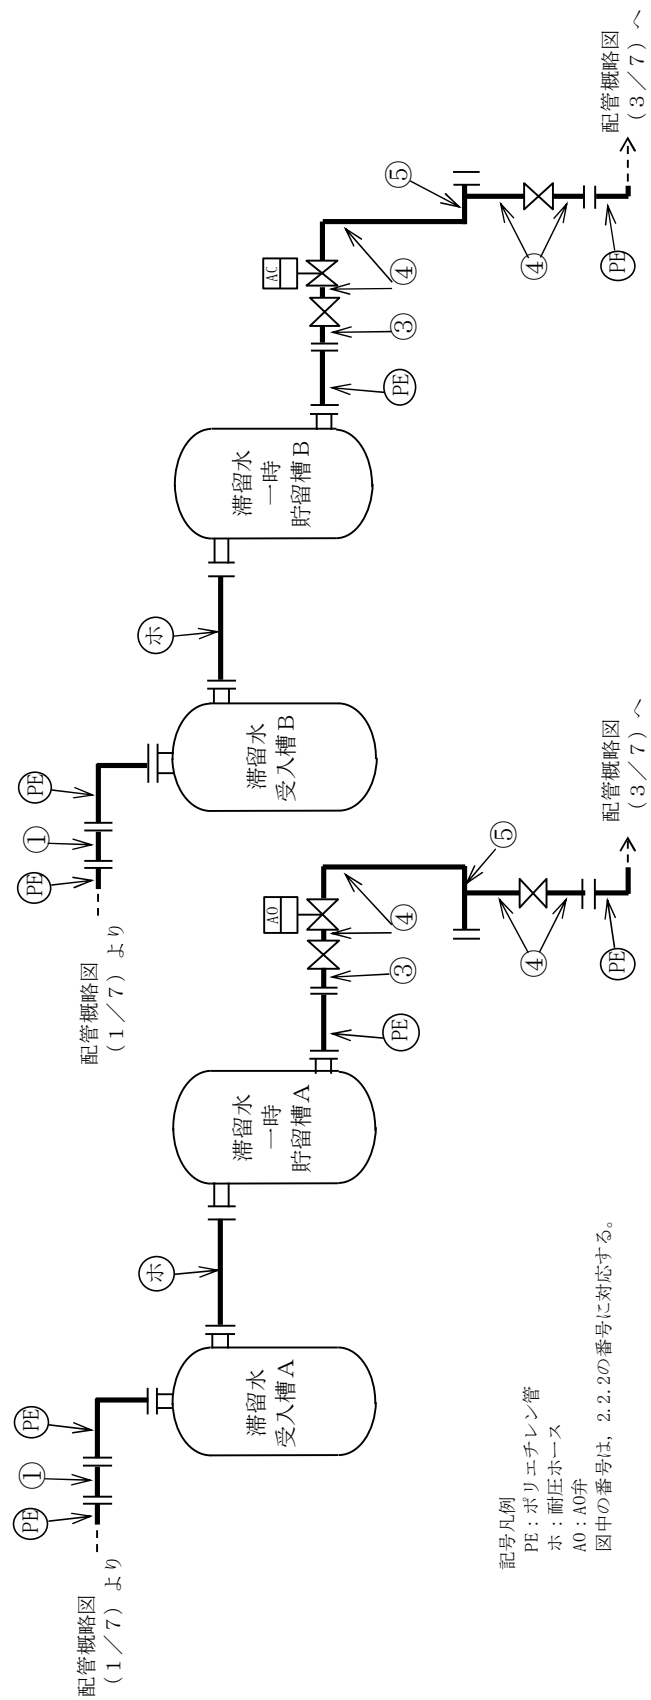 配管概略図
(1/7) より
PE
①
PE
滞留水
受入槽A
ホ
滞留水
一時
貯留槽A
PE
③
④
AO
⑤
④
PE
配管概略図
(3/7) へ
配管概略図
(1/7) より
PE
①
PE
滞留水
受入槽B
ホ
滞留水
一時
貯留槽B
PE
③
④
AC
⑤
④
PE
配管概略図
(3/7) へ
記号凡例
PE:ポリエチレン管
ホ:耐圧ホース
AO:AO弁
図中の番号は,2.2.2の番号に対応する。